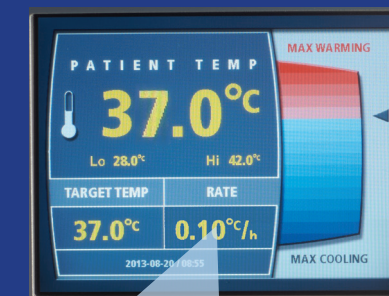 MAX WARMING
PATIENT TEMP
37.0°C
Lo 28.0°C Hi 42.0°C
TARGET TEMP RATE
37.0°C 0.10°C/h
2013-08-20 / 08:55
MAX COOLING